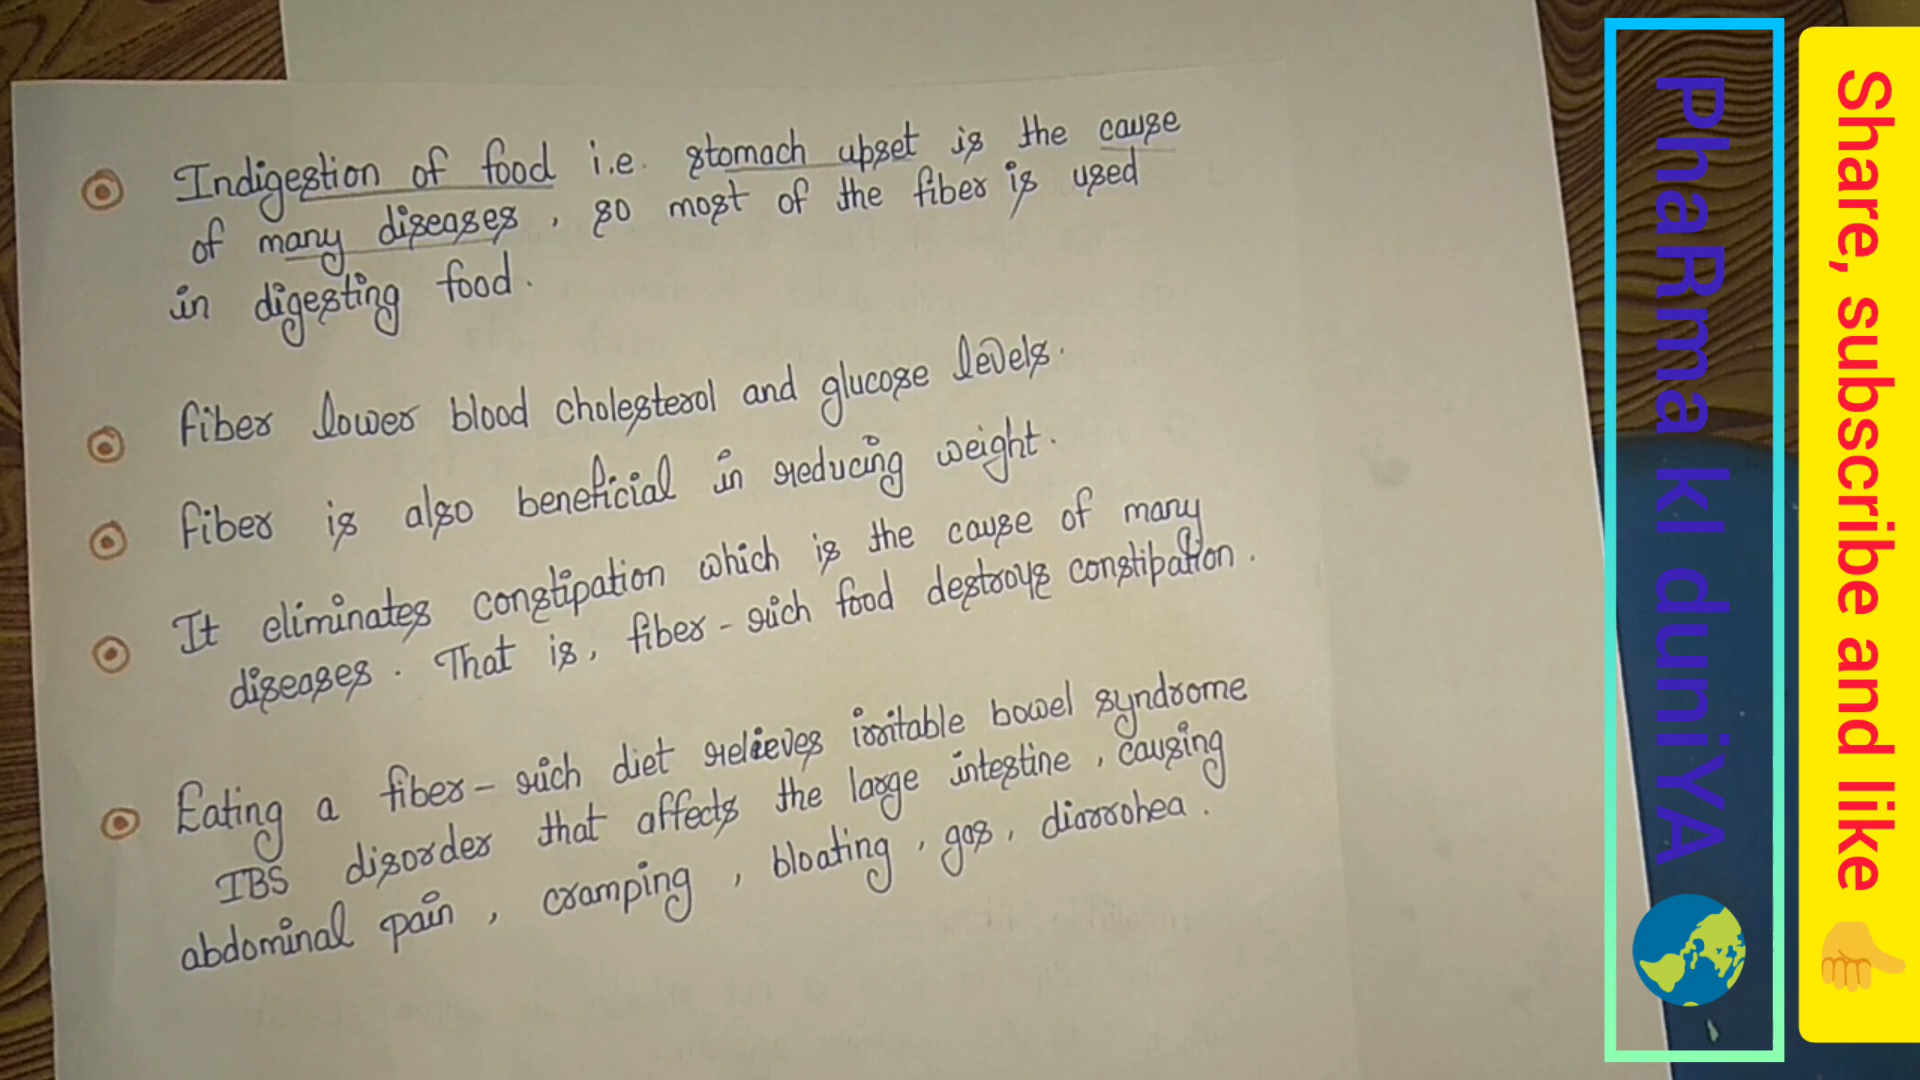 Indigestion of food i.e. stomach upset is the cause
of many diseases, so most of the fiber is used
in digesting food.
Fiber lower blood cholesterol and glucose levels.
Fiber is also beneficial in reducing weight.
It eliminates constipation which is the cause of many
diseases. That is, fiber-rich food destroys constipation.
Eating a fiber-rich diet relieves irritable bowel syndrome
IBS disorder that affects the large intestine, causing
abdominal pain, cramping, bloating, gas, diarrohea.
PhaRma kI duniYA
Share, subscribe and like